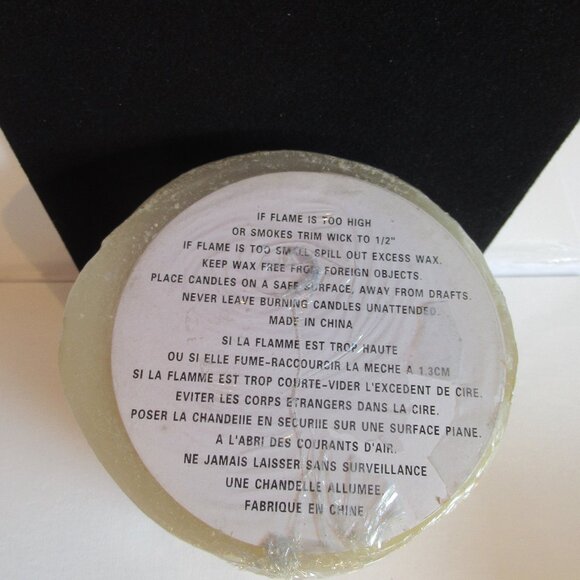 IF FLAME IS TOO HIGH
OR SMOKES TRIM WICK TO 1/2"
IF FLAME IS TOO SMALL SPILL OUT EXCESS WAX.
KEEP WAX FREE FROM FOREIGN OBJECTS.
PLACE CANDLES ON A SAFE SURFACE, AWAY FROM DRAFTS.
NEVER LEAVE BURNING CANDLES UNATTENDED.
MADE IN CHINA
SI LA FLAMME EST TROP HAUTE
OU SI ELLE FUME-RACCOURSIR LA MECHE A 1.3CM
SI LA FLAMME EST TROP COURTE-VIDER L'EXCEDENT DE CIRE.
EVITER LES CORPS ETRANGERS DANS LA CIRE.
POSER LA CHANDEIIE EN SECURIIE SUR UNE SURFACE PIANE.
A L'ABRI DES COURANTS D'AIR.
NE JAMAIS LAISSER SANS SURVEILLANCE
UNE CHANDELLE ALLUMEE
FABRIQUE EN CHINE